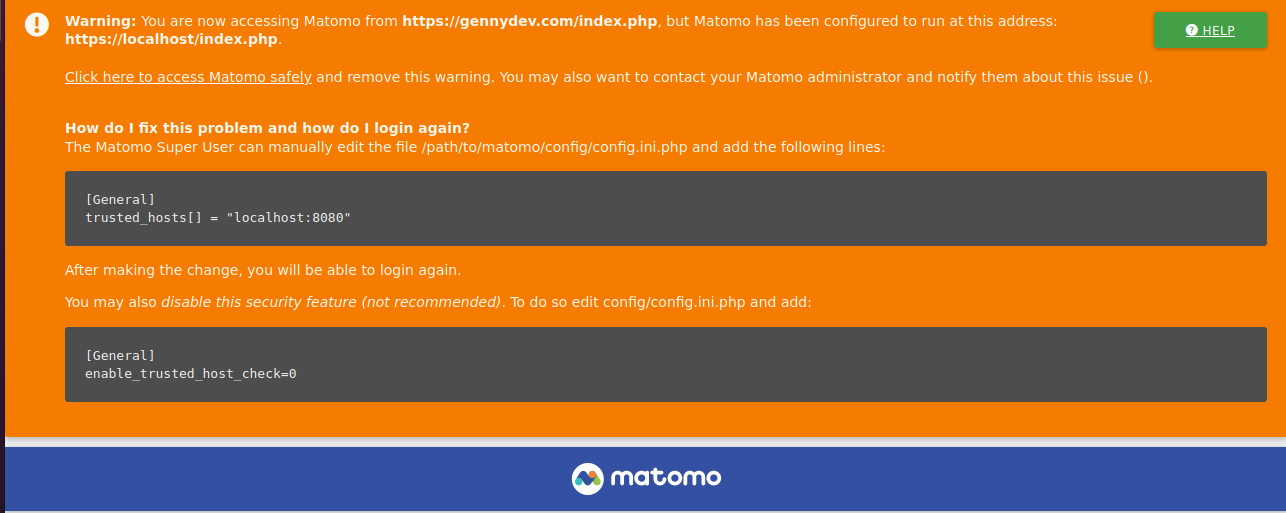 Warning: You are now accessing Matomo from https://gennydev.com/index.php, but Matomo has been configured to run at this address:
https://localhost/index.php.
HELP
Click here to access Matomo safely and remove this warning. You may also want to contact your Matomo administrator and notify them about this issue ().
How do I fix this problem and how do I login again?
The Matomo Super User can manually edit the file /path/to/matomo/config/config.ini.php and add the following lines:
[General]
trusted_hosts[] = "localhost:8080"
After making the change, you will be able to login again.
You may also disable this security feature (not recommended). To do so edit config/config.ini.php and add:
[General]
enable_trusted_host_check=0
matomo